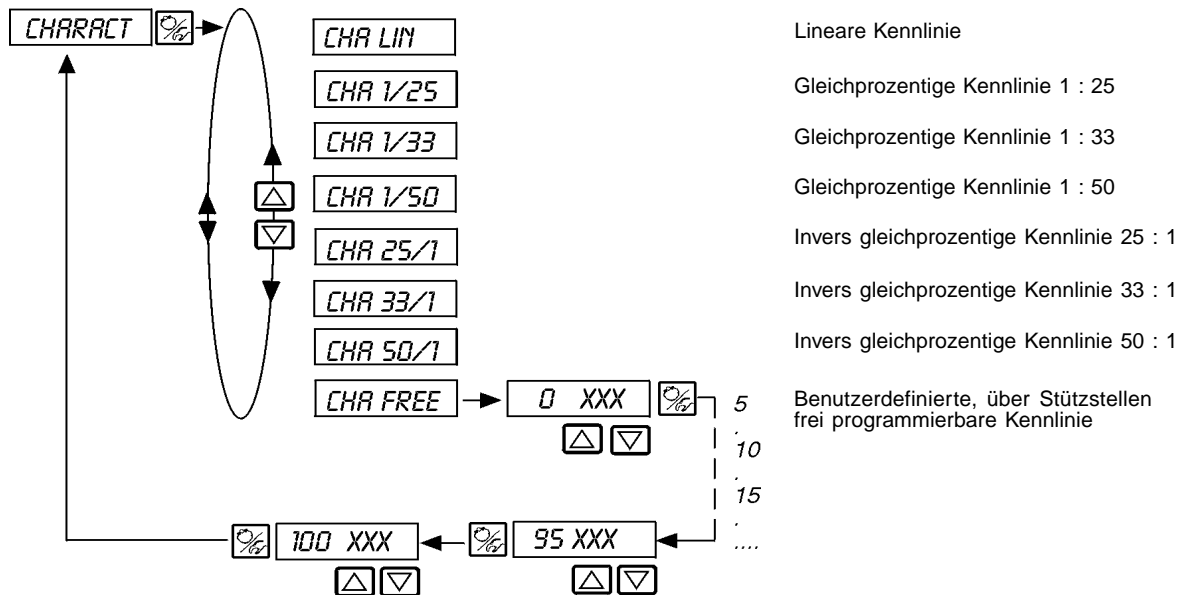 CHARACT
CHA LIN Lineare Kennlinie
CHA 1/25 Gleichprozentige Kennlinie 1 : 25
CHA 1/33 Gleichprozentige Kennlinie 1 : 33
CHA 1/50 Gleichprozentige Kennlinie 1 : 50
CHA 25/1 Invers gleichprozentige Kennlinie 25 : 1
CHA 33/1 Invers gleichprozentige Kennlinie 33 : 1
CHA 50/1 Invers gleichprozentige Kennlinie 50 : 1
CHA FREE 0 XXX Benutzerdefinierte, über Stützstellen
frei programmierbare Kennlinie
5
.
10
.
15
.
....
100 XXX 95 XXX